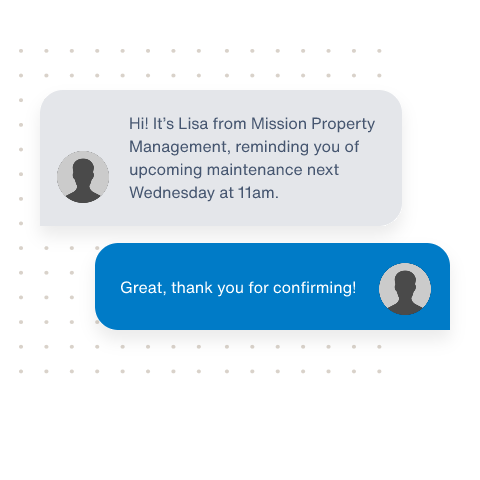 Hi! It’s Lisa from Mission Property
Management, reminding you of
upcoming maintenance next
Wednesday at 11am.
Great, thank you for confirming!